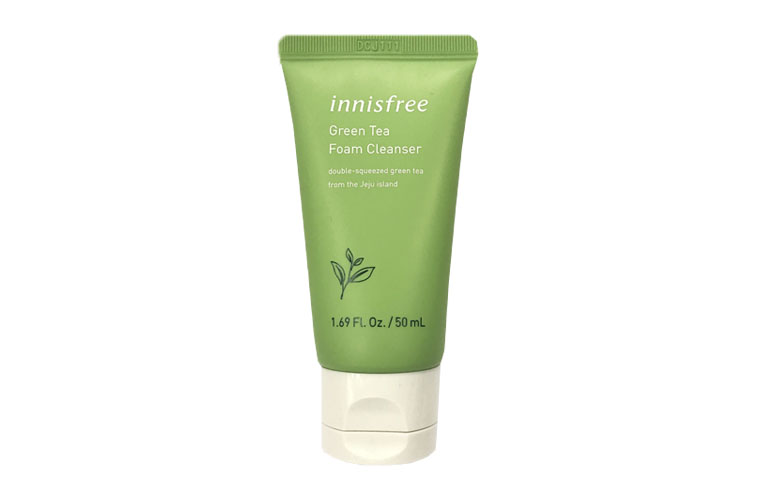 DCJ111
innisfree
Green Tea
Foam Cleanser
double-squeezed green tea
from the Jeju island
1.69 Fl. Oz. / 50 mL